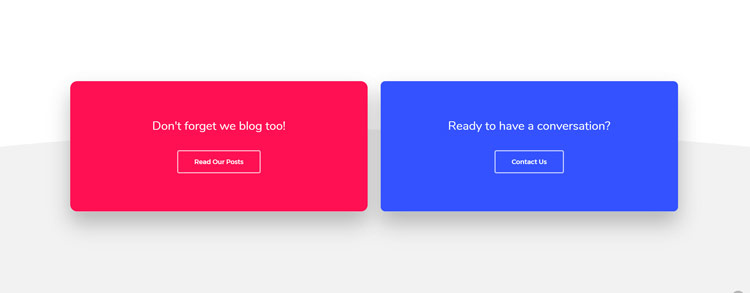 Don't forget we blog too!
Read Our Posts
Ready to have a conversation?
Contact Us